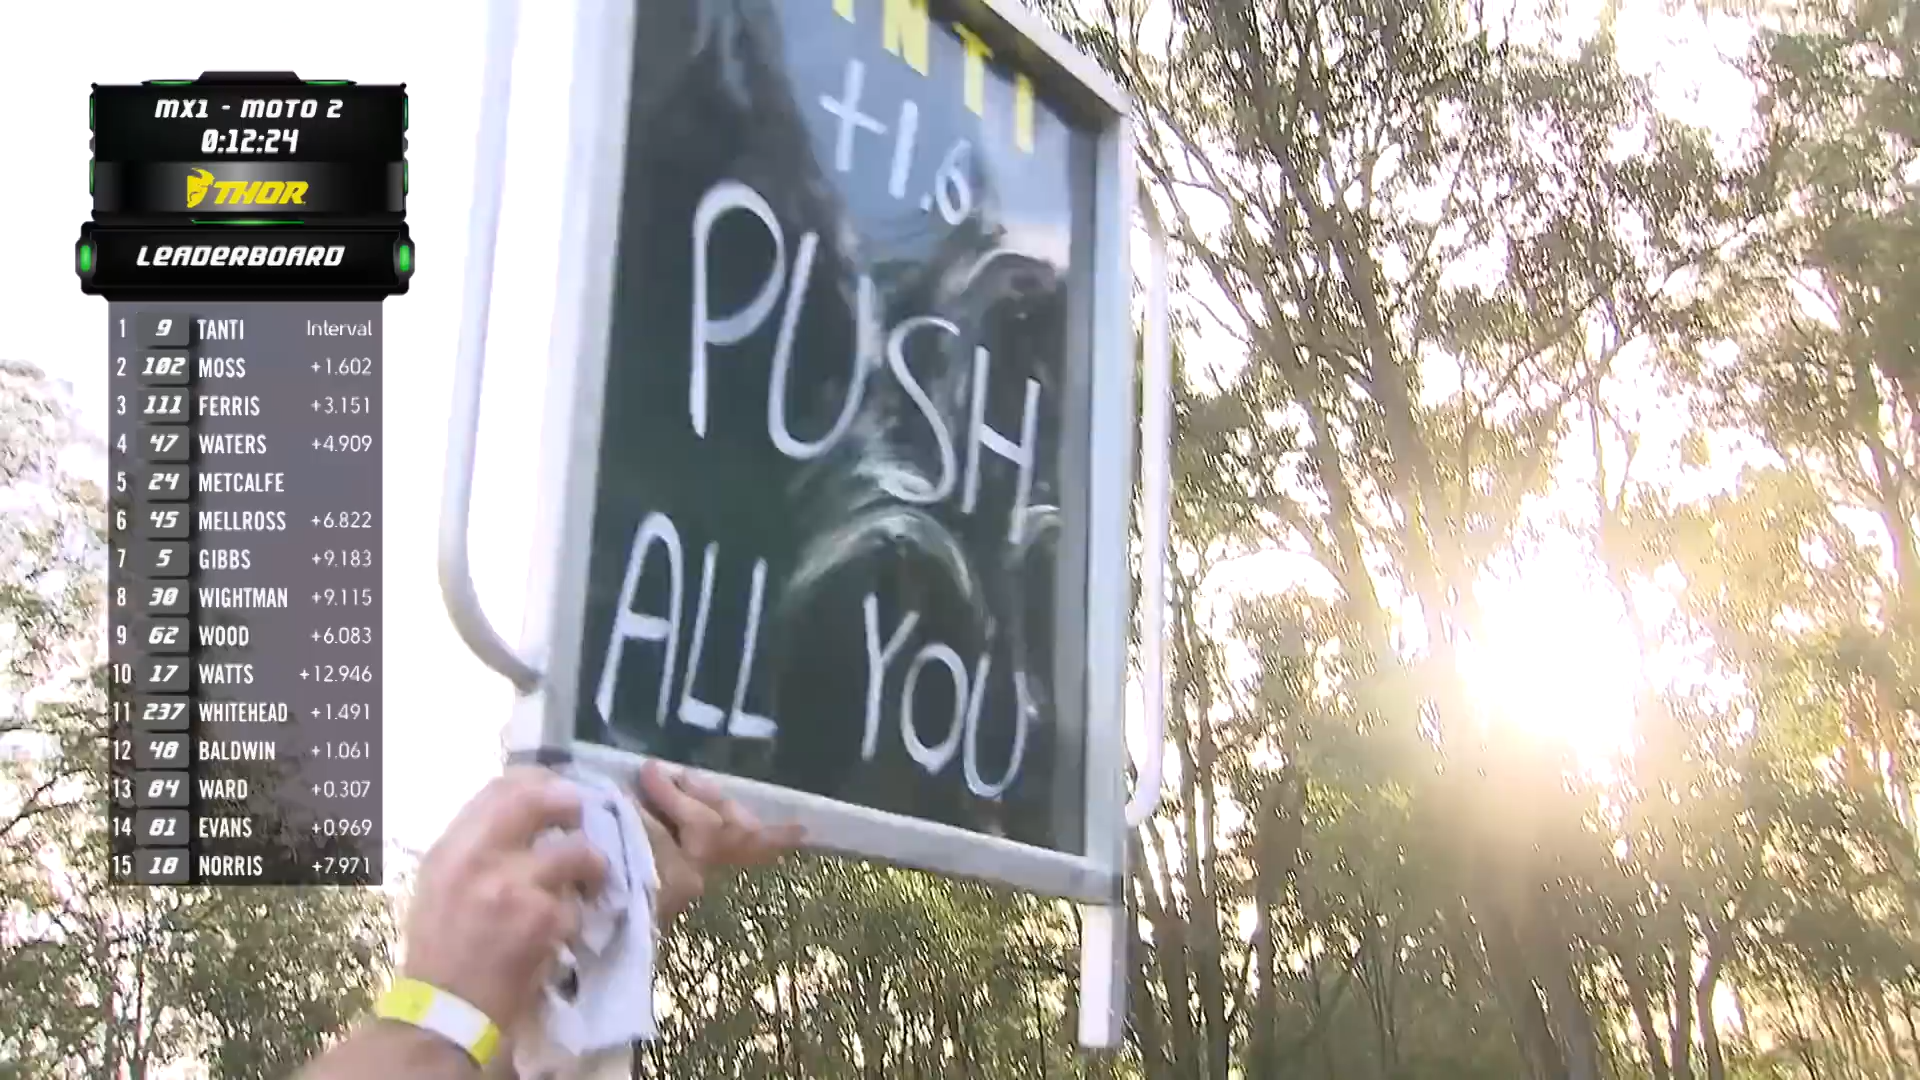 MX1 - MOTO 2
0:12:24
THOR
LEADERBOARD
1 9 TANTI Interval
2 102 MOSS +1.602
3 111 FERRIS +3.151
4 47 WATERS +4.909
5 24 METCALFE
6 45 MELLROSS +6.822
7 5 GIBBS +9.183
8 30 WIGHTMAN +9.115
9 62 WOOD +6.083
10 17 WATTS +12.946
11 237 WHITEHEAD +1.491
12 48 BALDWIN +1.061
13 84 WARD +0.307
14 81 EVANS +0.969
15 18 NORRIS +7.971
+1.6
PUSH
ALL YOU